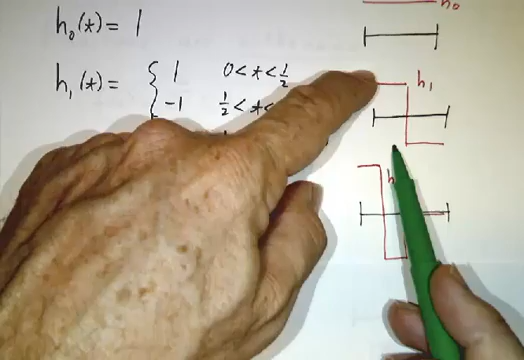 h₀(*) = 1
h₀
h₁(*) = { 1 0 < * < 1/2
-1 1/2 < * <
h₁
h